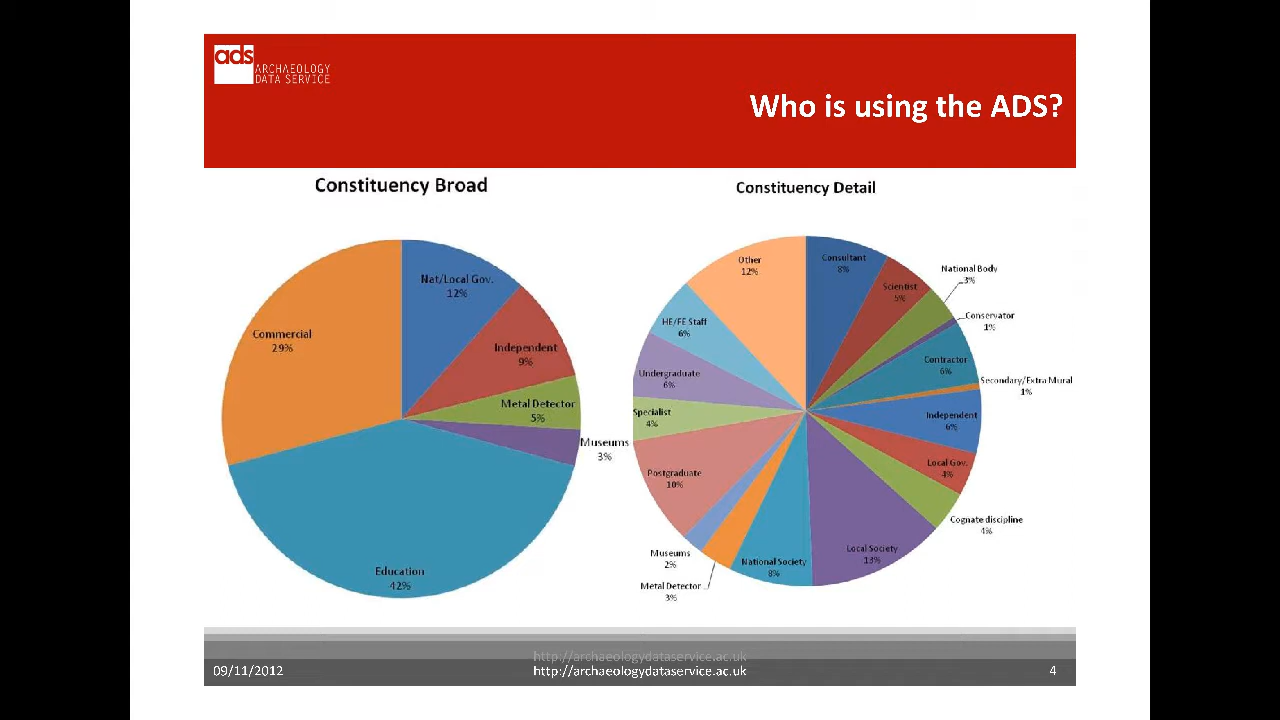 ads
ARCHAEOLOGY
DATA SERVICE
Who is using the ADS?
Constituency Broad
Nat/Local Gov.
12%
Independent
9%
Metal Detector
5%
Museums
3%
Education
42%
Commercial
29%
Constituency Detail
Consultant
8%
Scientist
5%
National Body
3%
Conservator
1%
Contractor
6%
Secondary/Extra Mural
1%
Independent
6%
Local Gov.
4%
Cognate discipline
4%
Local Society
13%
National Society
8%
Metal Detector
3%
Museums
2%
Postgraduate
10%
Specialist
4%
Undergraduate
6%
HE/FE Staff
6%
Other
12%
http://archaeologydataservice.ac.uk
09/11/2012
http://archaeologydataservice.ac.uk
4